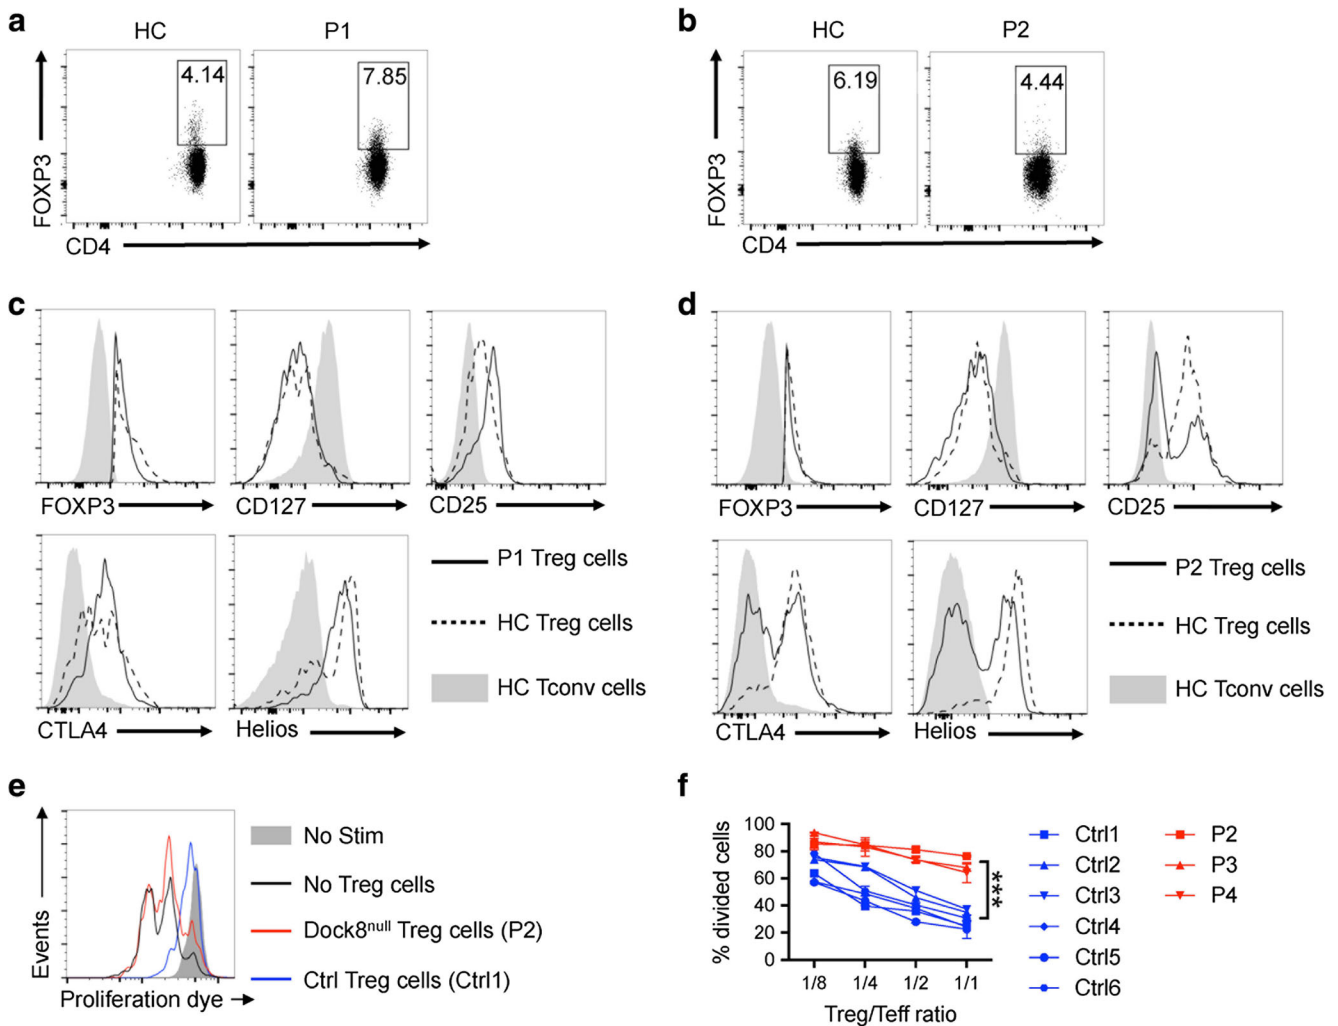 a
HC
P1
4.14
7.85
FOXP3
CD4
b
HC
P2
6.19
4.44
FOXP3
CD4
c
FOXP3
CD127
CD25
CTLA4
Helios
P1 Treg cells
HC Treg cells
HC Tconv cells
d
FOXP3
CD127
CD25
CTLA4
Helios
P2 Treg cells
HC Treg cells
HC Tconv cells
e
Events
Proliferation dye
No Stim
No Treg cells
Dock8null Treg cells (P2)
Ctrl Treg cells (Ctrl1)
f
% divided cells
100
80
60
40
20
0
1/8 1/4 1/2 1/1
Treg/Teff ratio
***
Ctrl1
Ctrl2
Ctrl3
Ctrl4
Ctrl5
Ctrl6
P2
P3
P4